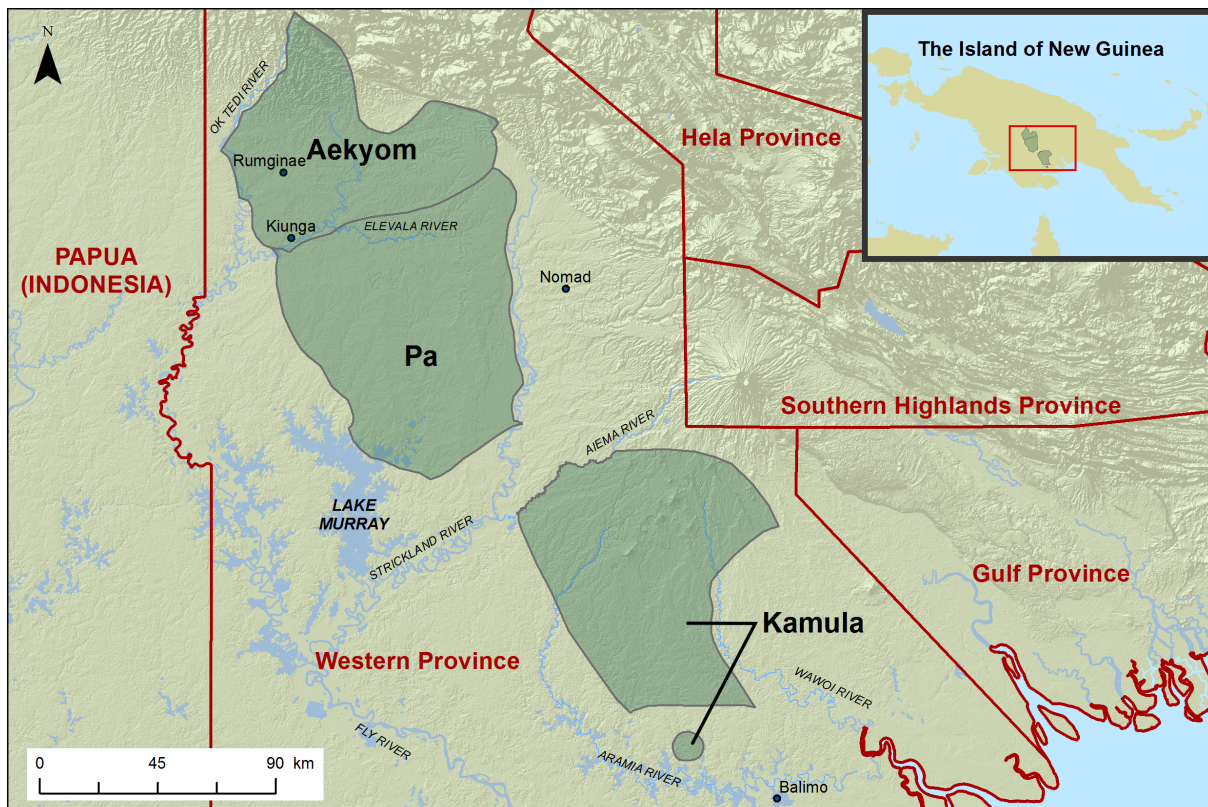 N
The Island of New Guinea
OK TEDI RIVER
Hela Province
Aekyom
Rumginae
Kiunga
ELEVALA RIVER
PAPUA
(INDONESIA)
Nomad
Pa
Southern Highlands Province
AIEMA RIVER
LAKE
MURRAY
STRICKLAND RIVER
Gulf Province
Kamula
Western Province
WAWOI RIVER
FLY RIVER
ARAMIA RIVER
0 45 90 km
Balimo